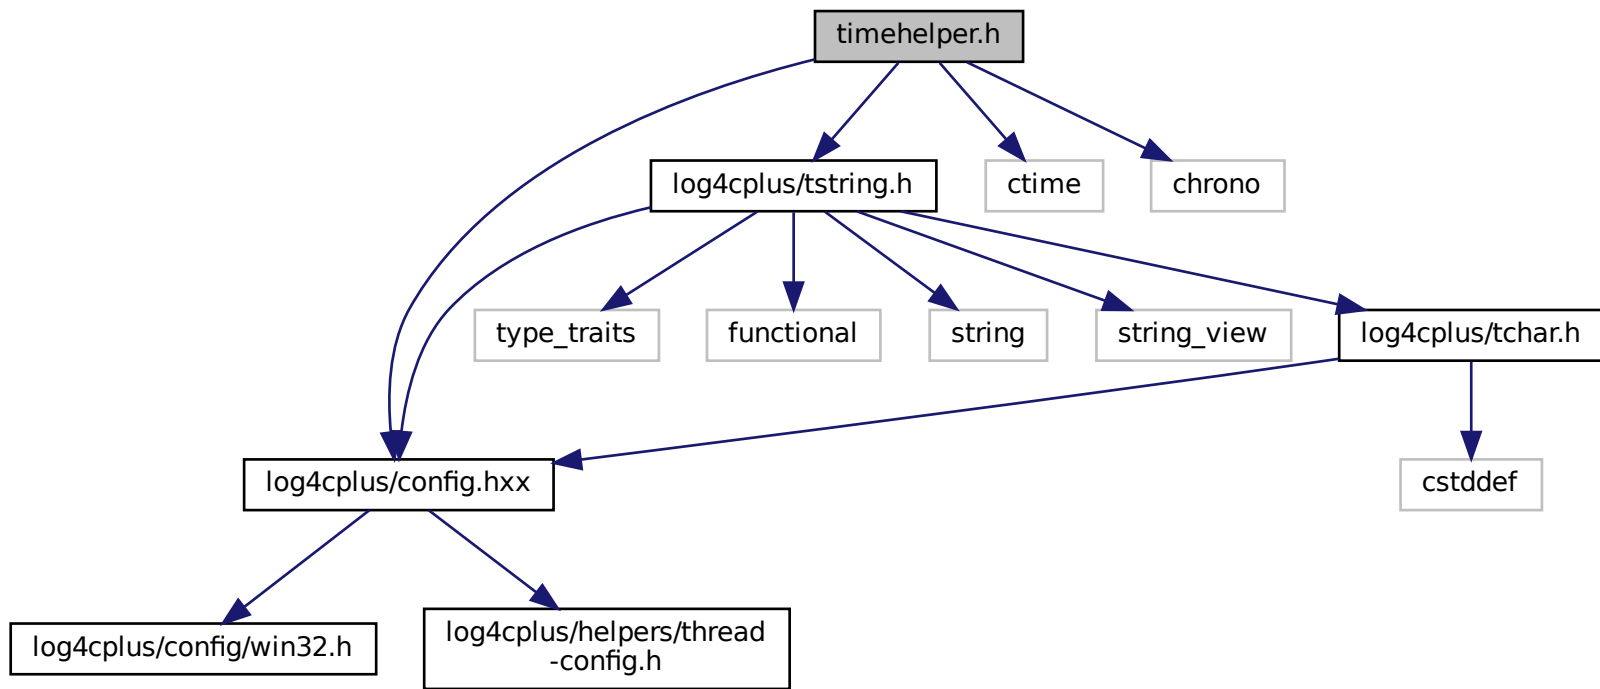 timehelper.h
log4cplus/tstring.h
ctime
chrono
type_traits
functional
string
string_view
log4cplus/tchar.h
log4cplus/config.hxx
cstddef
log4cplus/config/win32.h
log4cplus/helpers/thread
-config.h